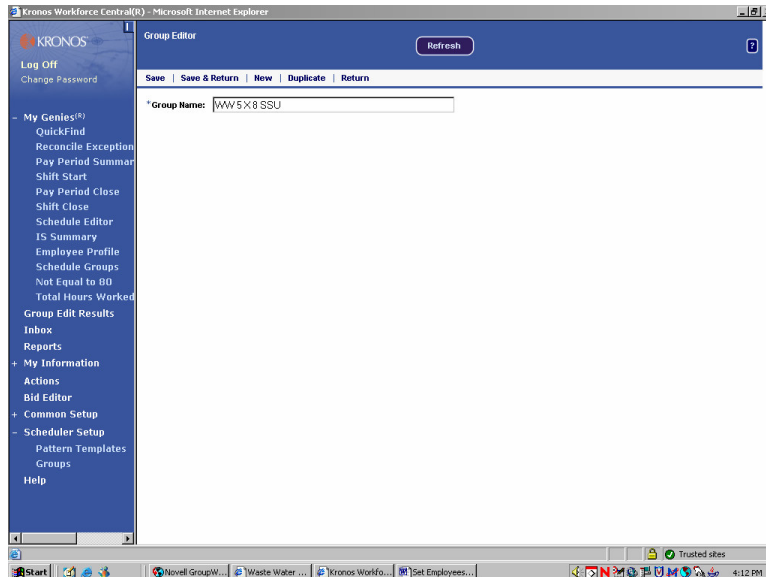 Kronos Workforce Central(R) - Microsoft Internet Explorer
KRONOS
Log Off
Change Password
Group Editor
Refresh
?
Save | Save & Return | New | Duplicate | Return
*Group Name: WW 5 X 8 SSU
- My Genies(R)
QuickFind
Reconcile Exception
Pay Period Summar
Shift Start
Pay Period Close
Shift Close
Schedule Editor
IS Summary
Employee Profile
Schedule Groups
Not Equal to 80
Total Hours Worked
Group Edit Results
Inbox
Reports
+ My Information
Actions
Bid Editor
+ Common Setup
- Scheduler Setup
Pattern Templates
Groups
Help
Trusted sites
Start
Novell GroupW...
Waste Water ...
Kronos Workfo...
Set Employees...
4:12 PM